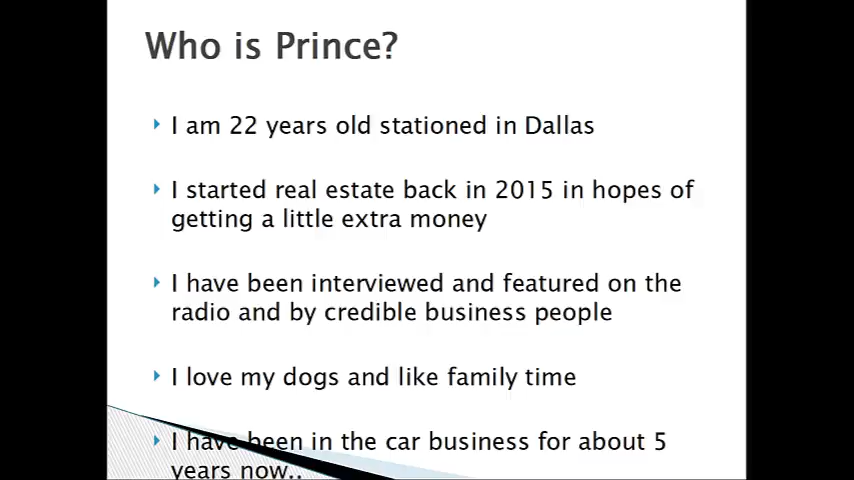 Who is Prince?
I am 22 years old stationed in Dallas
I started real estate back in 2015 in hopes of
getting a little extra money
I have been interviewed and featured on the
radio and by credible business people
I love my dogs and like family time
I have been in the car business for about 5
years now..